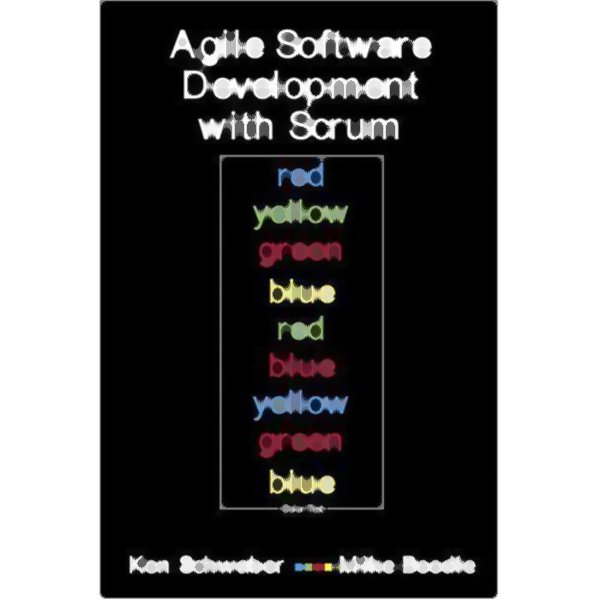 Agile Software
Development
with Scrum
red
yellow
green
blue
red
blue
yellow
green
blue
Ken Schwaber Mike Beedle